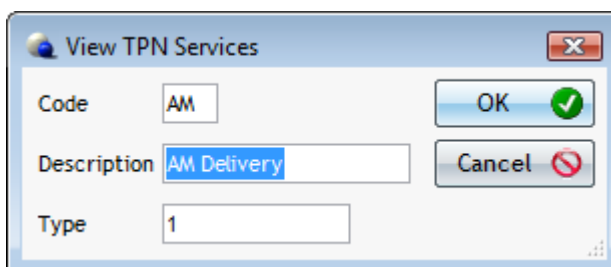 View TPN Services
Code AM OK
Description AM Delivery Cancel
Type 1